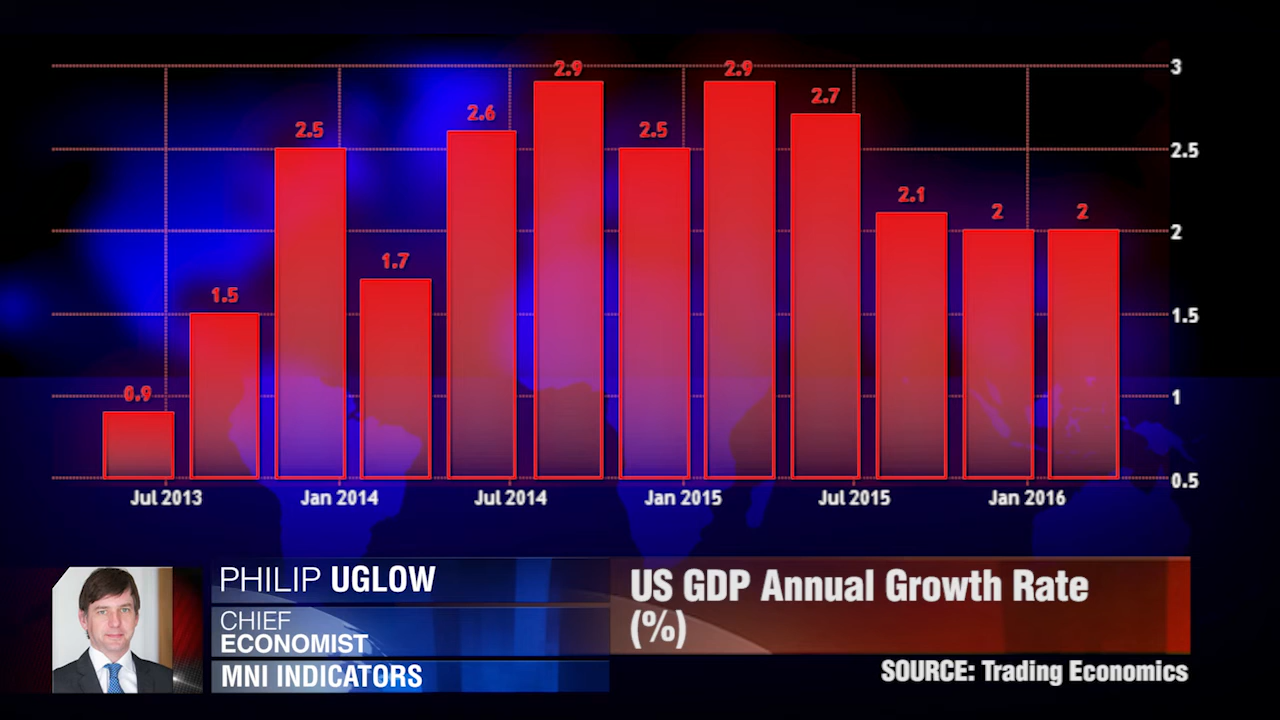 3
2.9
2.9
2.7
2.6
2.5
2.5
2.5
2.1
2
2
2
1.7
1.5
1.5
0.9
1
0.5
Jul 2013 Jan 2014 Jul 2014 Jan 2015 Jul 2015 Jan 2016
PHILIP UGLOW
CHIEF
ECONOMIST
MNI INDICATORS
US GDP Annual Growth Rate
(%)
SOURCE: Trading Economics